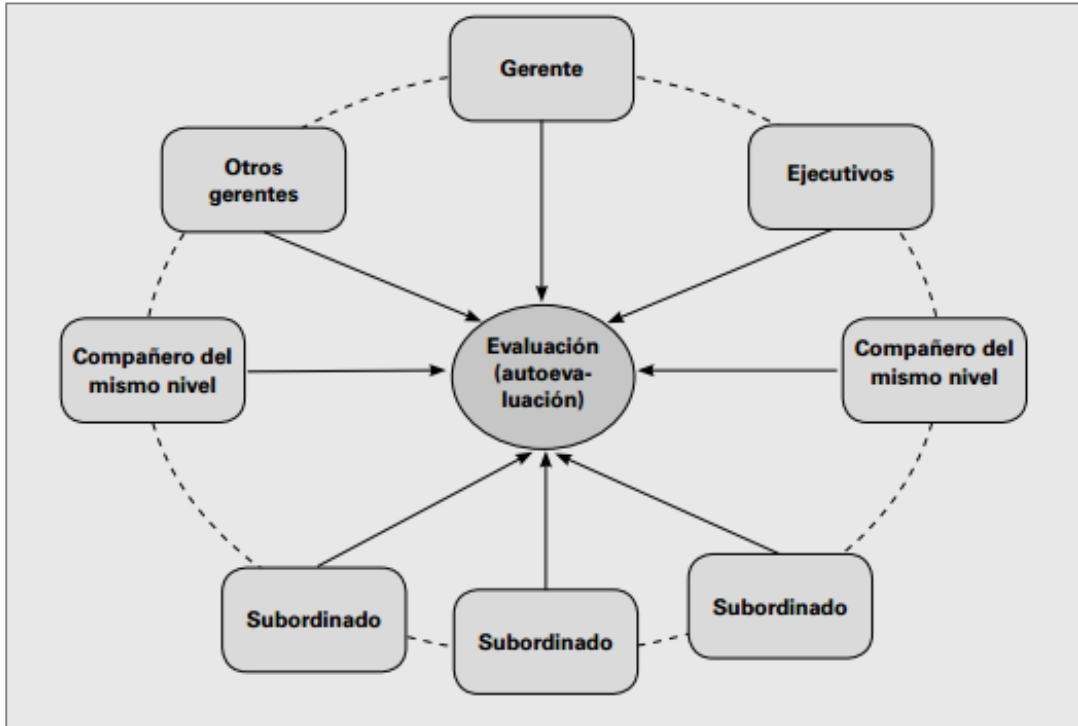 Gerente
Otros
gerentes
Ejecutivos
Compañero del
mismo nivel
Evaluación
(autoeva-
luación)
Compañero del
mismo nivel
Subordinado
Subordinado
Subordinado